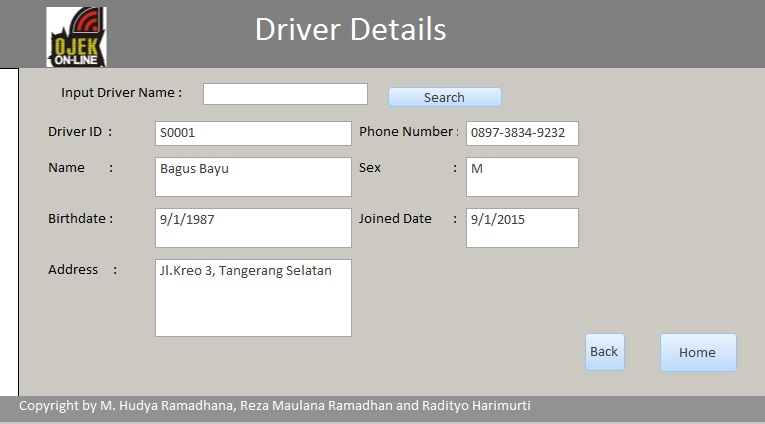 OJEK
ON-LINE
Driver Details
Input Driver Name :
Search
Driver ID : S0001 Phone Number : 0897-3834-9232
Name : Bagus Bayu Sex : M
Birthdate : 9/1/1987 Joined Date : 9/1/2015
Address : Jl.Kreo 3, Tangerang Selatan
Back Home
Copyright by M. Hudya Ramadhana, Reza Maulana Ramadhan and Radityo Harimurti